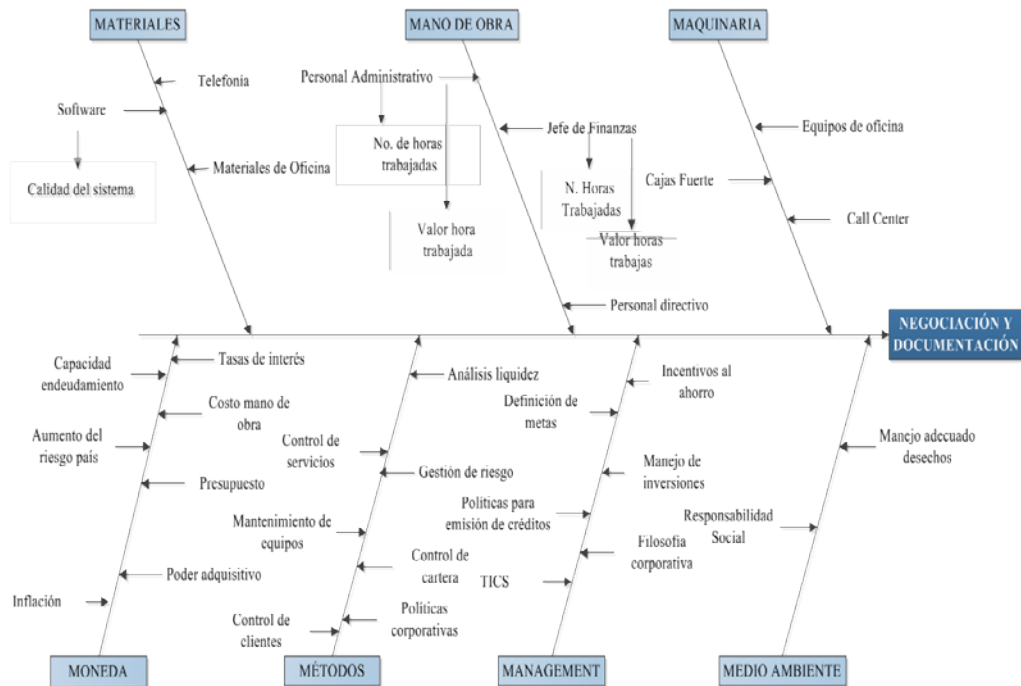 MATERIALES
MANO DE OBRA
MAQUINARIA
Telefonía
Software
Calidad del sistema
Materiales de Oficina
Personal Administrativo
No. de horas
trabajadas
Valor hora
trabajada
Jefe de Finanzas
N. Horas
Trabajadas
Valor horas
trabajas
Personal directivo
Equipos de oficina
Cajas Fuerte
Call Center
NEGOCIACIÓN Y
DOCUMENTACIÓN
Tasas de interés
Capacidad
endeudamiento
Costo mano de
obra
Aumento del
riesgo país
Presupuesto
Poder adquisitivo
Inflación
Análisis liquidez
Control de
servicios
Gestión de riesgo
Mantenimiento de
equipos
Control de
cartera
Políticas
corporativas
Control de
clientes
Incentivos al
ahorro
Definición de
metas
Manejo de
inversiones
Políticas para
emisión de créditos
Filosofía
corporativa
TICS
Manejo adecuado
desechos
Responsabilidad
Social
MONEDA
MÉTODOS
MANAGEMENT
MEDIO AMBIENTE